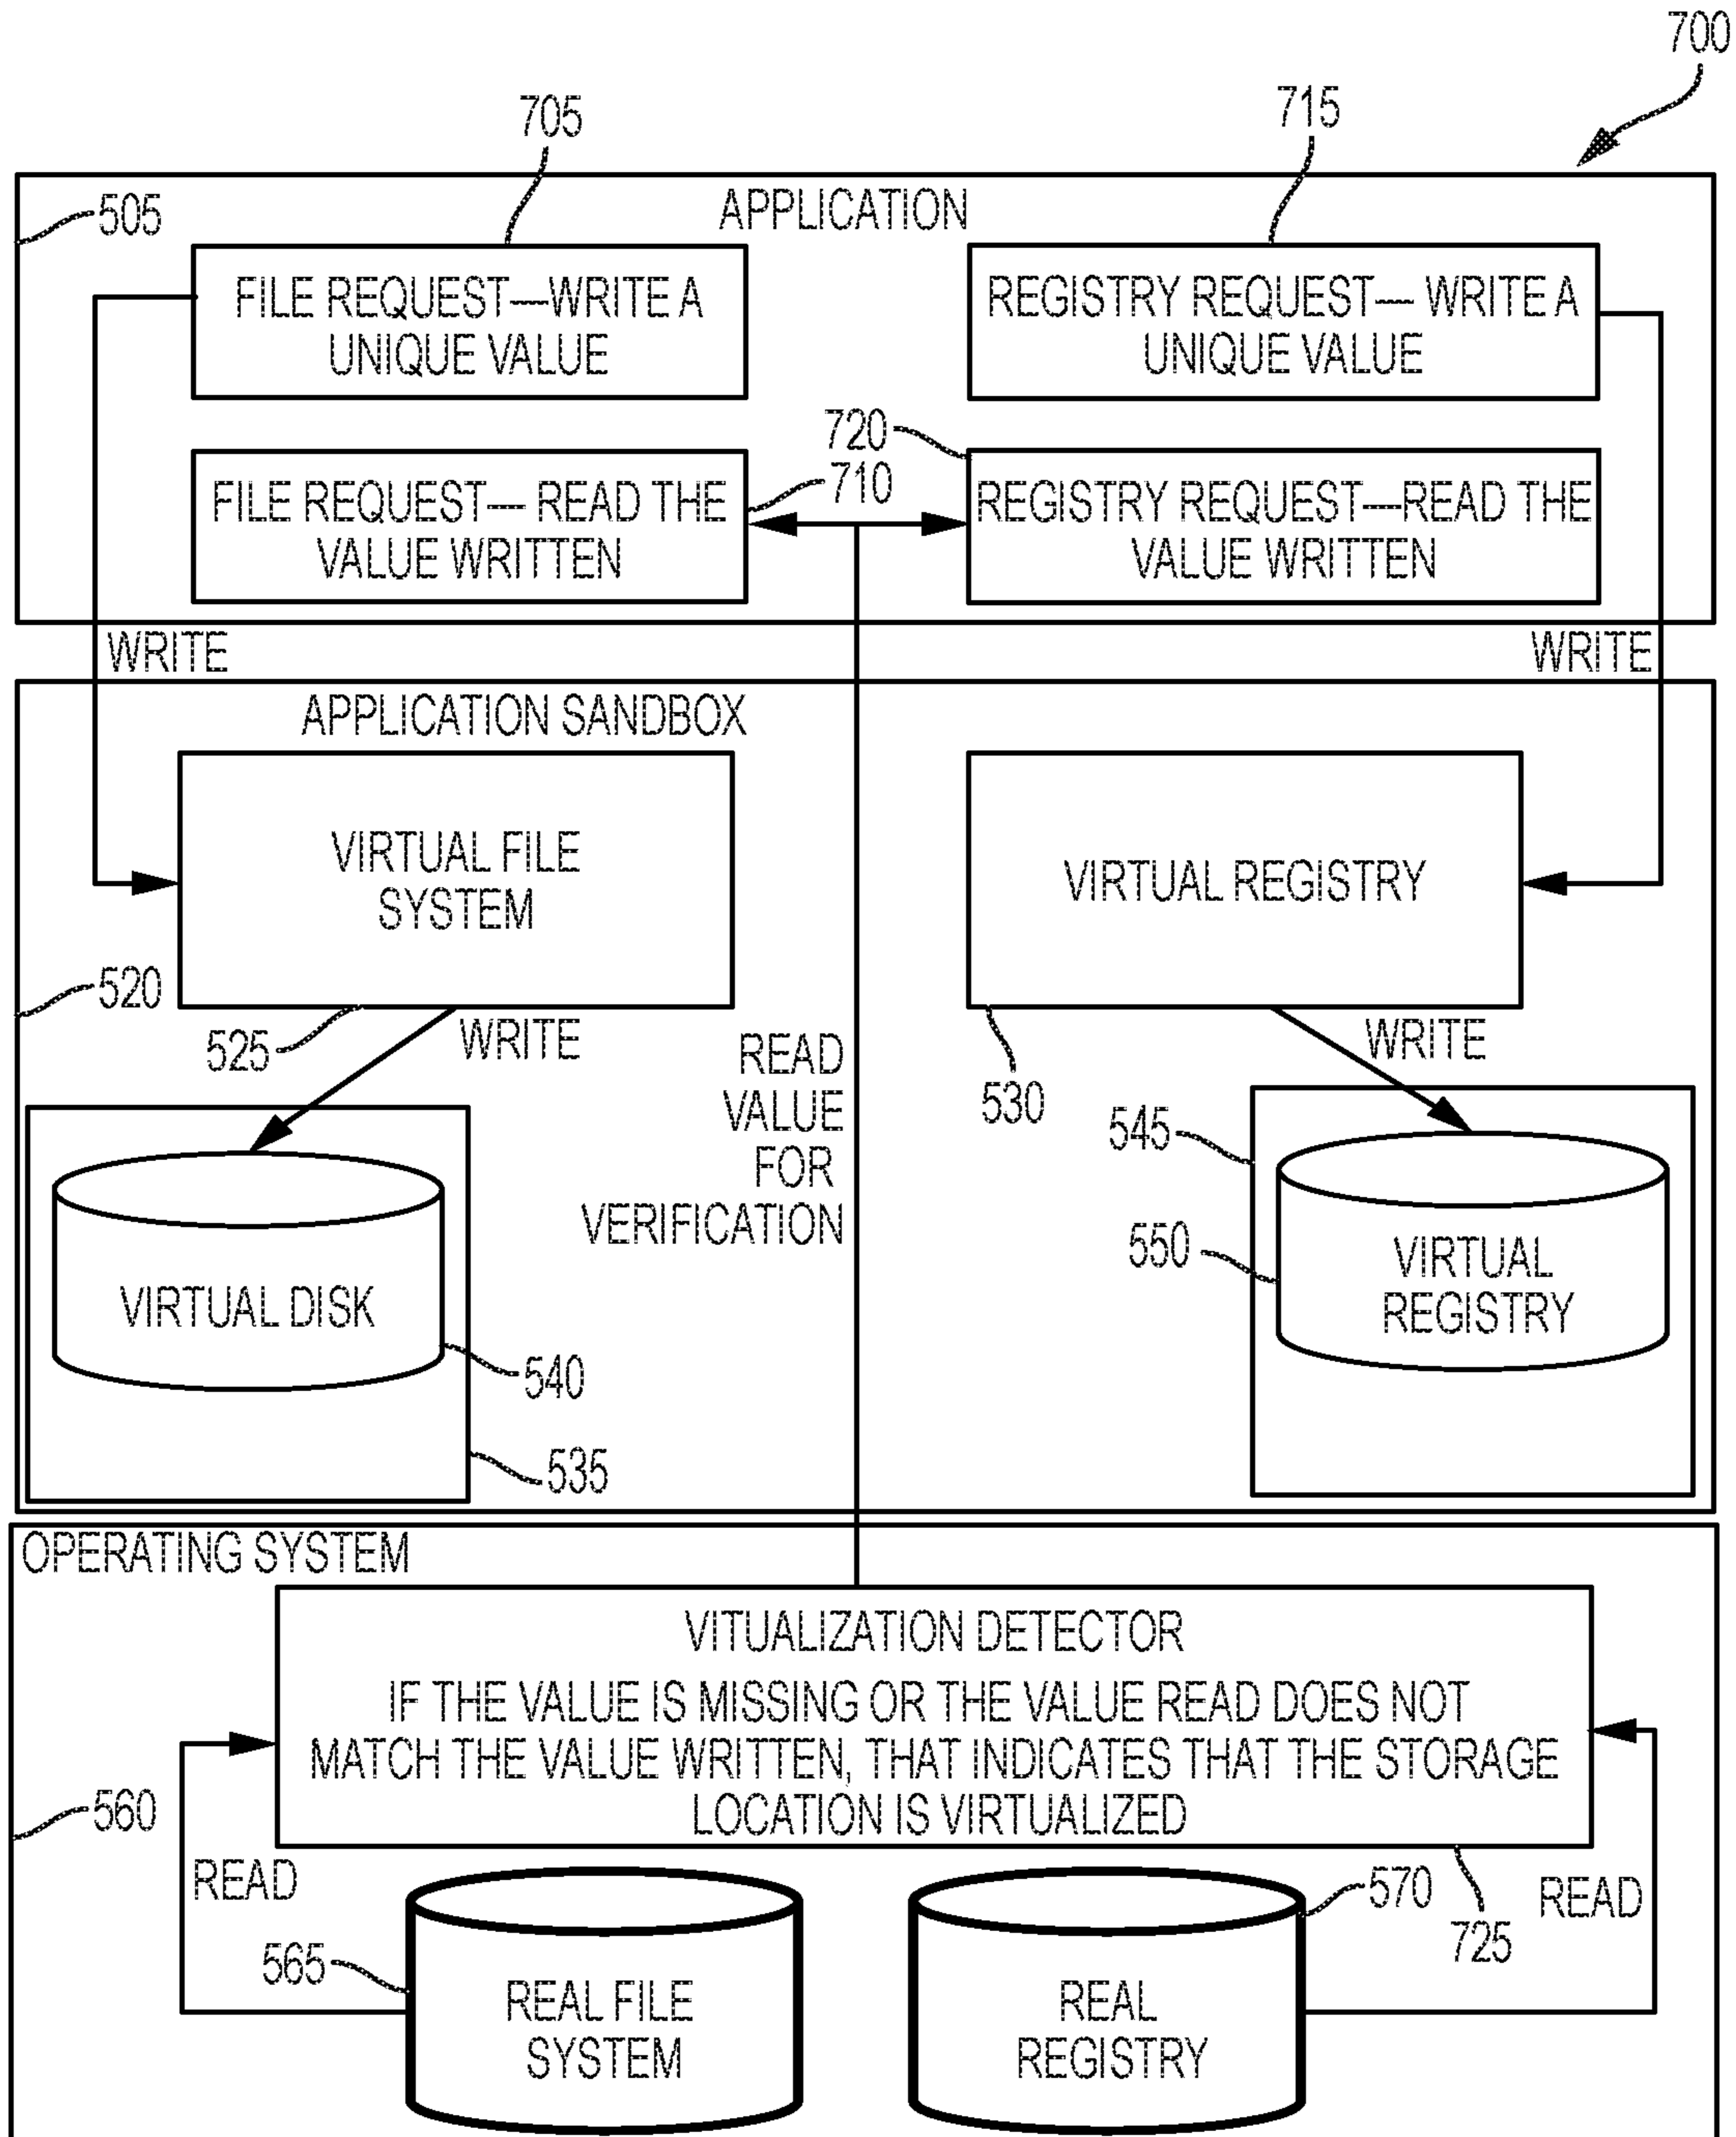 700
705
715
505
APPLICATION
FILE REQUEST—WRITE A
UNIQUE VALUE
REGISTRY REQUEST— WRITE A
UNIQUE VALUE
720
710
FILE REQUEST— READ THE
VALUE WRITTEN
REGISTRY REQUEST—READ THE
VALUE WRITTEN
WRITE
WRITE
APPLICATION SANDBOX
VIRTUAL FILE
SYSTEM
VIRTUAL REGISTRY
520
525
WRITE
READ
VALUE
FOR
VERIFICATION
530
WRITE
545
550
VIRTUAL DISK
VIRTUAL
REGISTRY
540
535
OPERATING SYSTEM
VITUALIZATION DETECTOR
IF THE VALUE IS MISSING OR THE VALUE READ DOES NOT
MATCH THE VALUE WRITTEN, THAT INDICATES THAT THE STORAGE
LOCATION IS VIRTUALIZED
560
READ
570
READ
725
565
REAL FILE
SYSTEM
REAL
REGISTRY